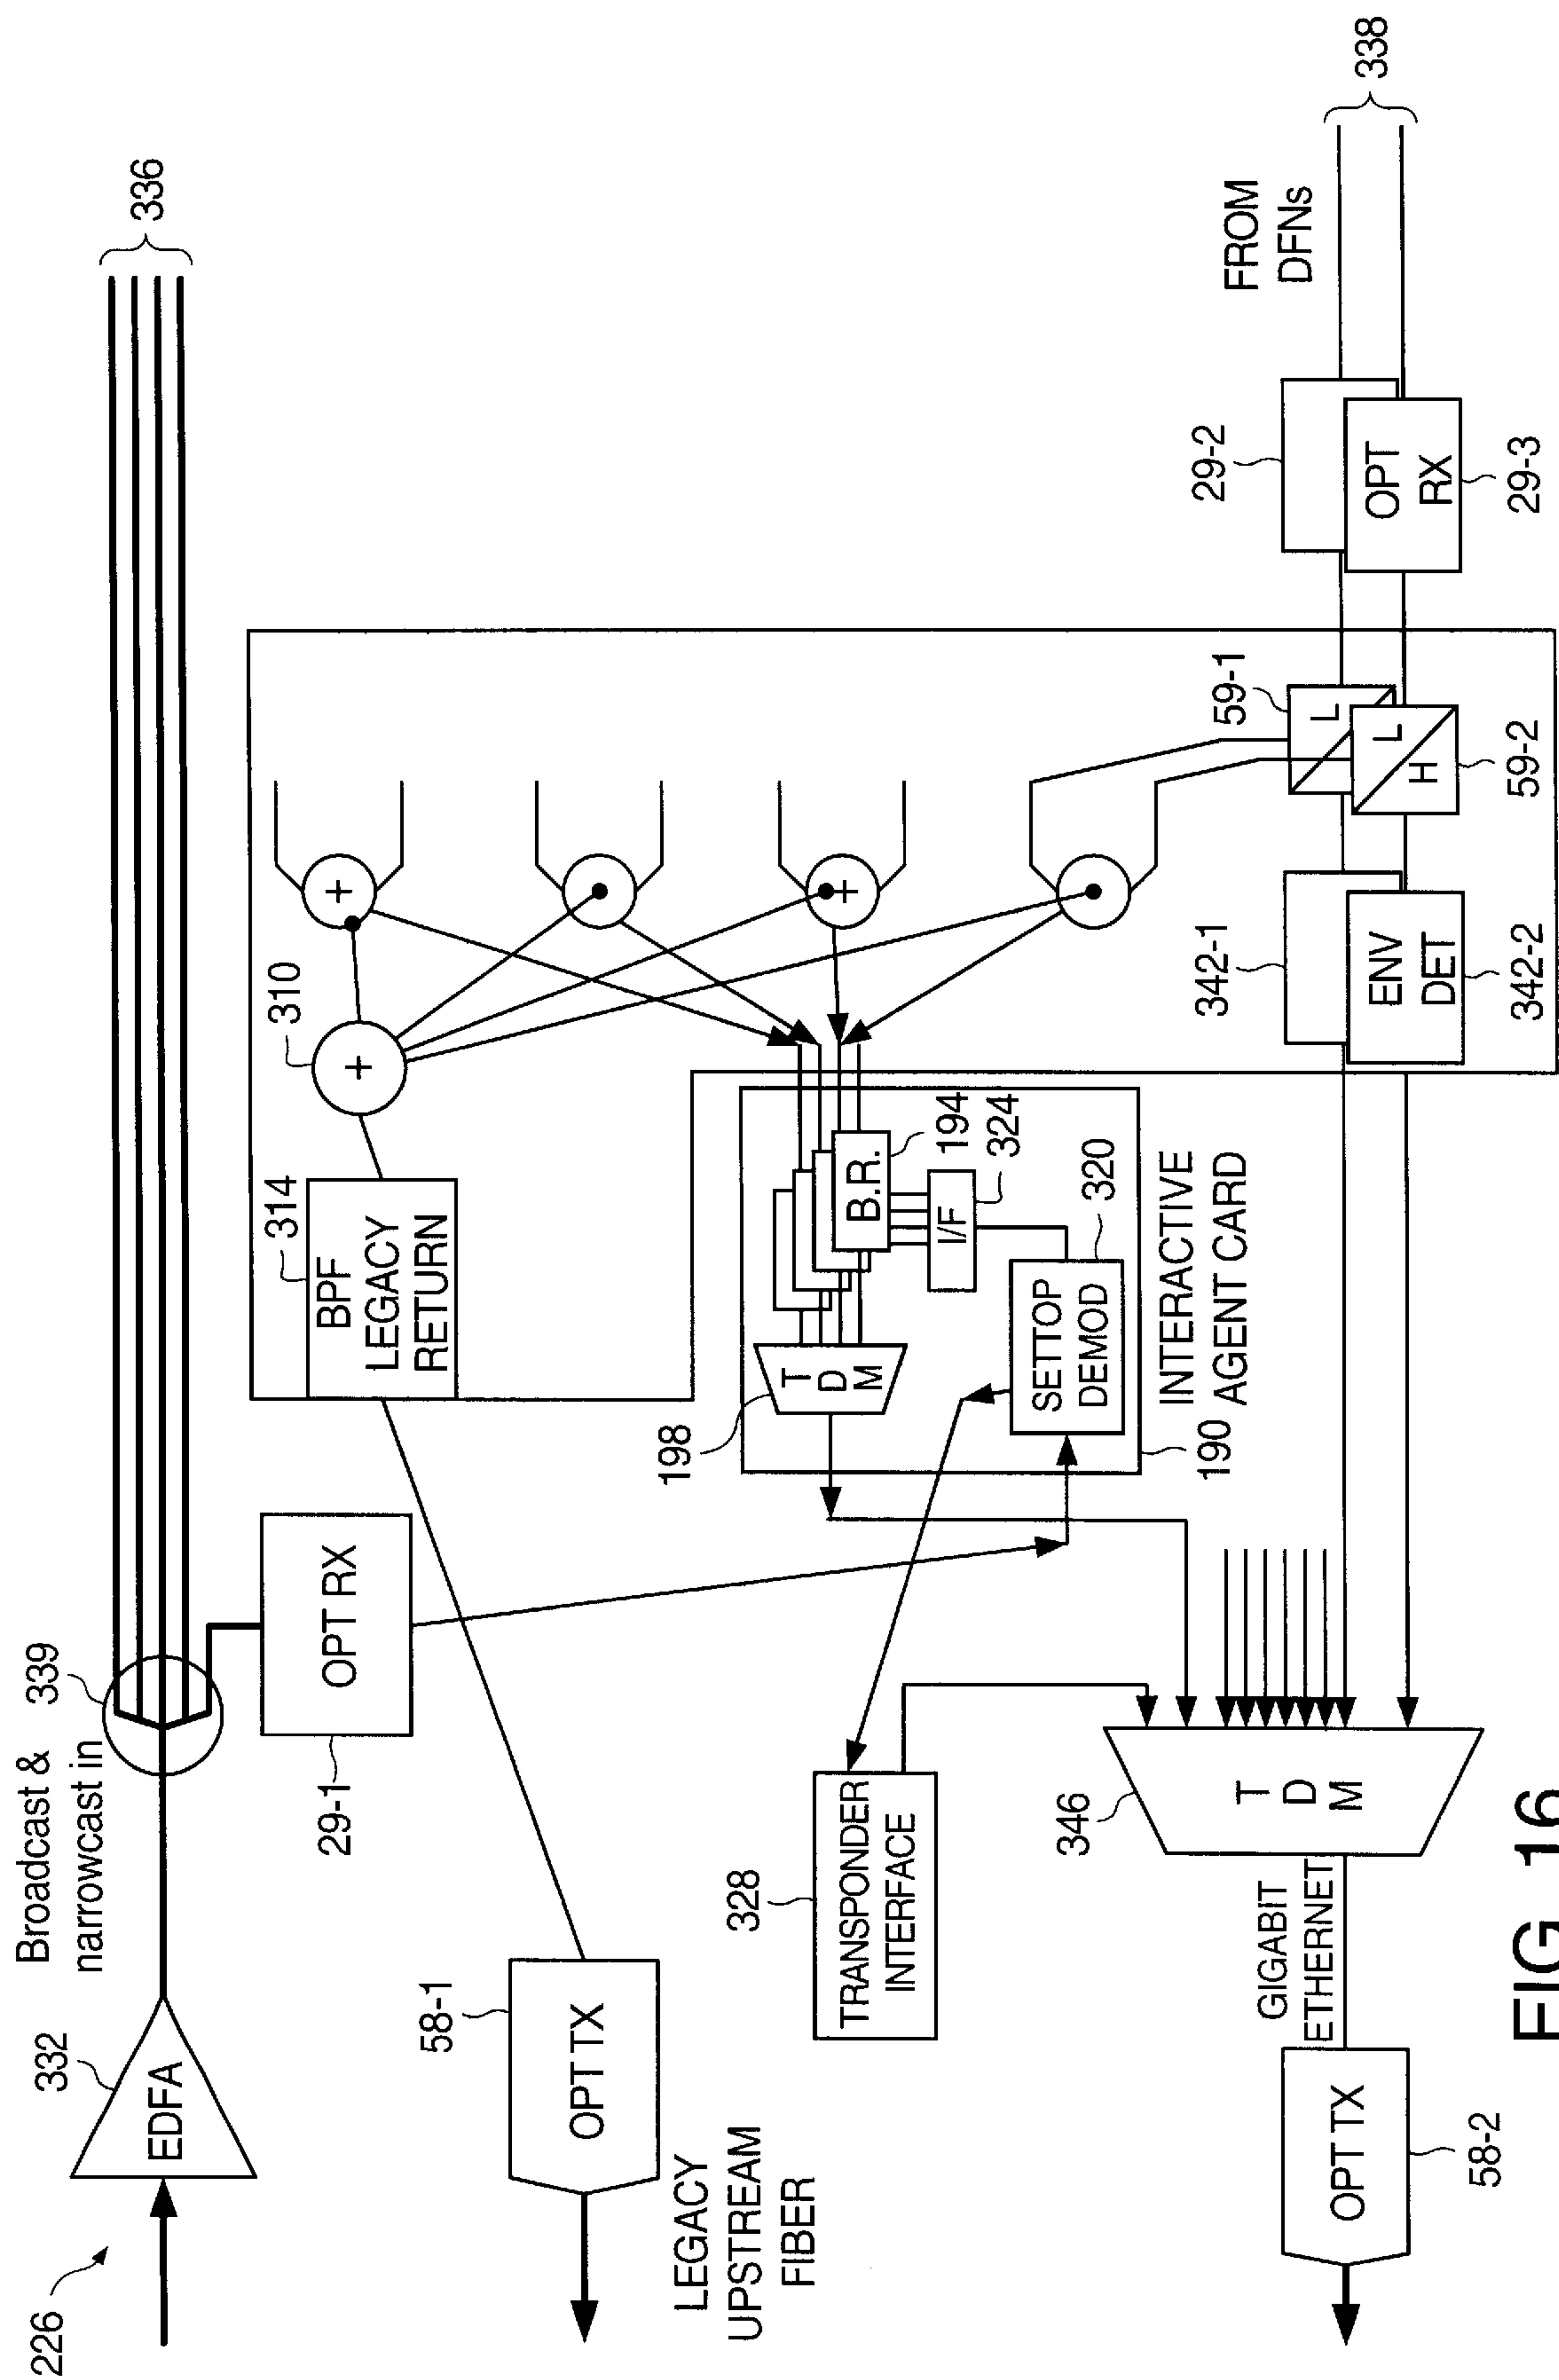 226
332
EDFA
Broadcast &
narrowcast in
339
336
29-1
OPT RX
58-1
OPT TX
LEGACY
UPSTREAM
FIBER
314
BPF
LEGACY
RETURN
310
+
+
+
198
T
D
M
B.R.
194
I/F
324
SETTOP
DEMOD
320
190
INTERACTIVE
AGENT CARD
328
TRANSPONDER
INTERFACE
346
T
D
M
GIGABIT
ETHERNET
OPT TX
58-2
342-1
ENV
DET
342-2
59-1
L
L
H
59-2
29-2
OPT
RX
29-3
FROM
DFNs
338
FIG. 16